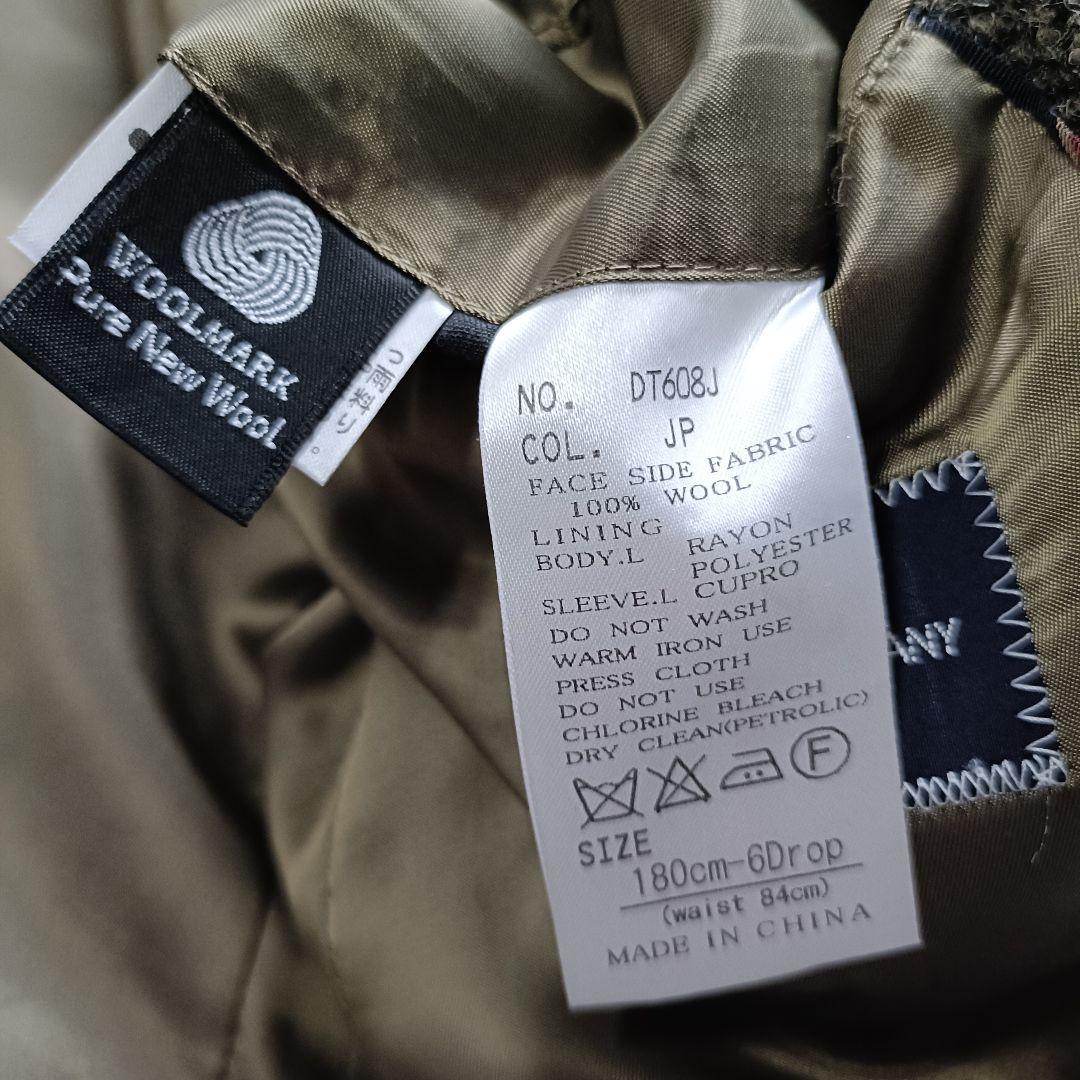 WOOLMARK
Pure New Wool
NO. DT608J
COL. JP
FACE SIDE FABRIC
100% WOOL
LINING
BODY.L RAYON
POLYESTER
SLEEVE.L CUPRO
DO NOT WASH
WARM IRON USE
PRESS CLOTH
DO NOT USE
CHLORINE BLEACH
DRY CLEAN(PETROLIC)
F
SIZE
180cm-6Drop
(waist 84cm)
MADE IN CHINA
ANY